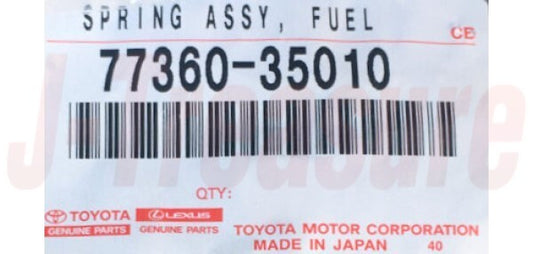 SPRING ASSY, FUEL
CB
77360-35010
J-Treasure
QTY:
TOYOTA
GENUINE PARTS
LEXUS
GENUINE PARTS
TOYOTA MOTOR CORPORATION
MADE IN JAPAN 40